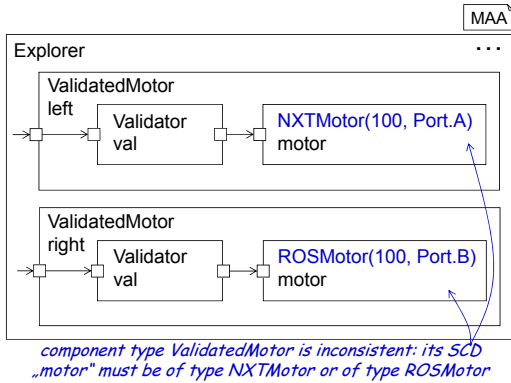 MAA
Explorer
...
ValidatedMotor
left
Validator
val
NXTMotor(100, Port.A)
motor
ValidatedMotor
right
Validator
val
ROSMotor(100, Port.B)
motor
component type ValidatedMotor is inconsistent: its SCD
„motor" must be of type NXTMotor or of type ROSMotor